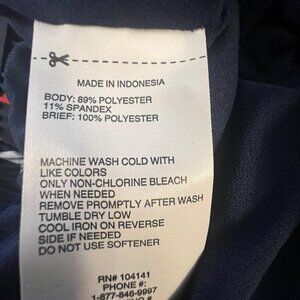 MADE IN INDONESIA
BODY: 89% POLYESTER
11% SPANDEX
BRIEF: 100% POLYESTER
MACHINE WASH COLD WITH
LIKE COLORS
ONLY NON-CHLORINE BLEACH
WHEN NEEDED
REMOVE PROMPTLY AFTER WASH
TUMBLE DRY LOW
COOL IRON ON REVERSE
SIDE IF NEEDED
DO NOT USE SOFTENER
RN# 104141
PHONE #:
1-877-846-9997